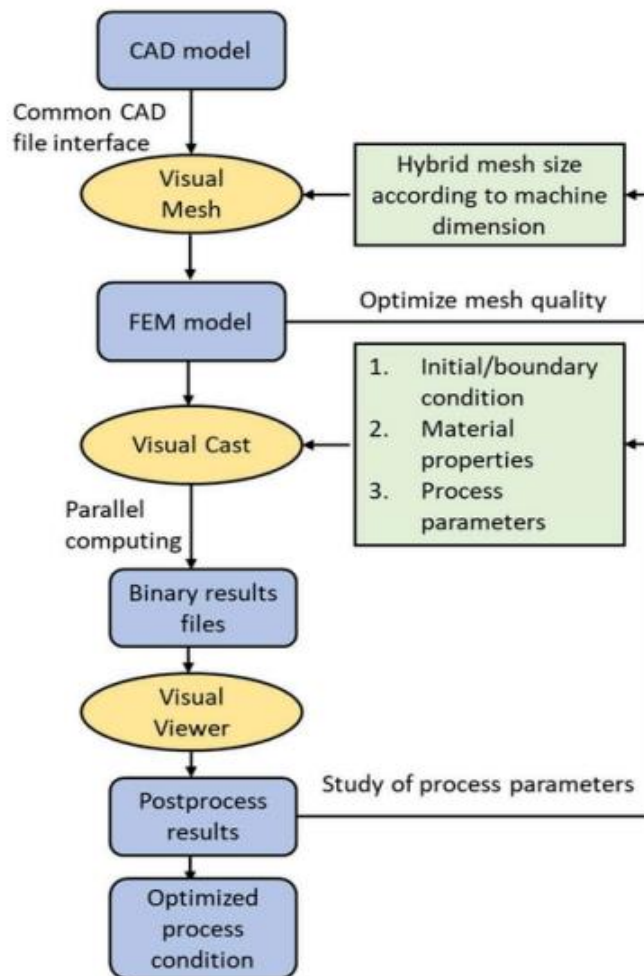 CAD model
Common CAD
file interface
Visual
Mesh
Hybrid mesh size
according to machine
dimension
FEM model
Optimize mesh quality
1. Initial/boundary
condition
2. Material
properties
3. Process
parameters
Visual Cast
Parallel
computing
Binary results
files
Visual
Viewer
Postprocess
results
Study of process parameters
Optimized
process
condition